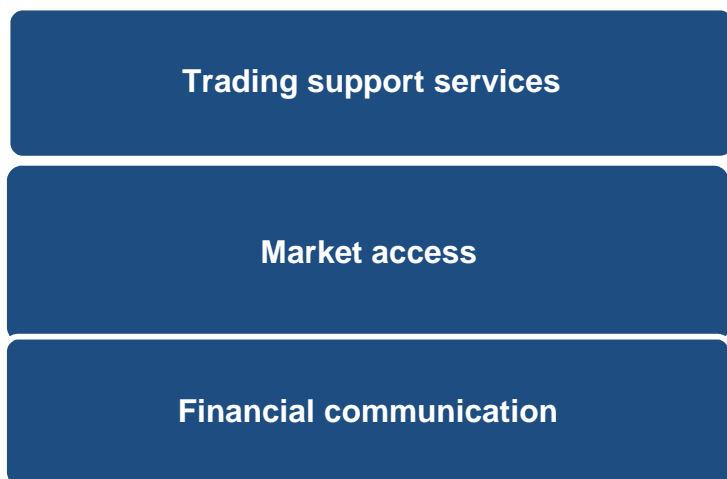 Trading support services
Market access
Financial communication